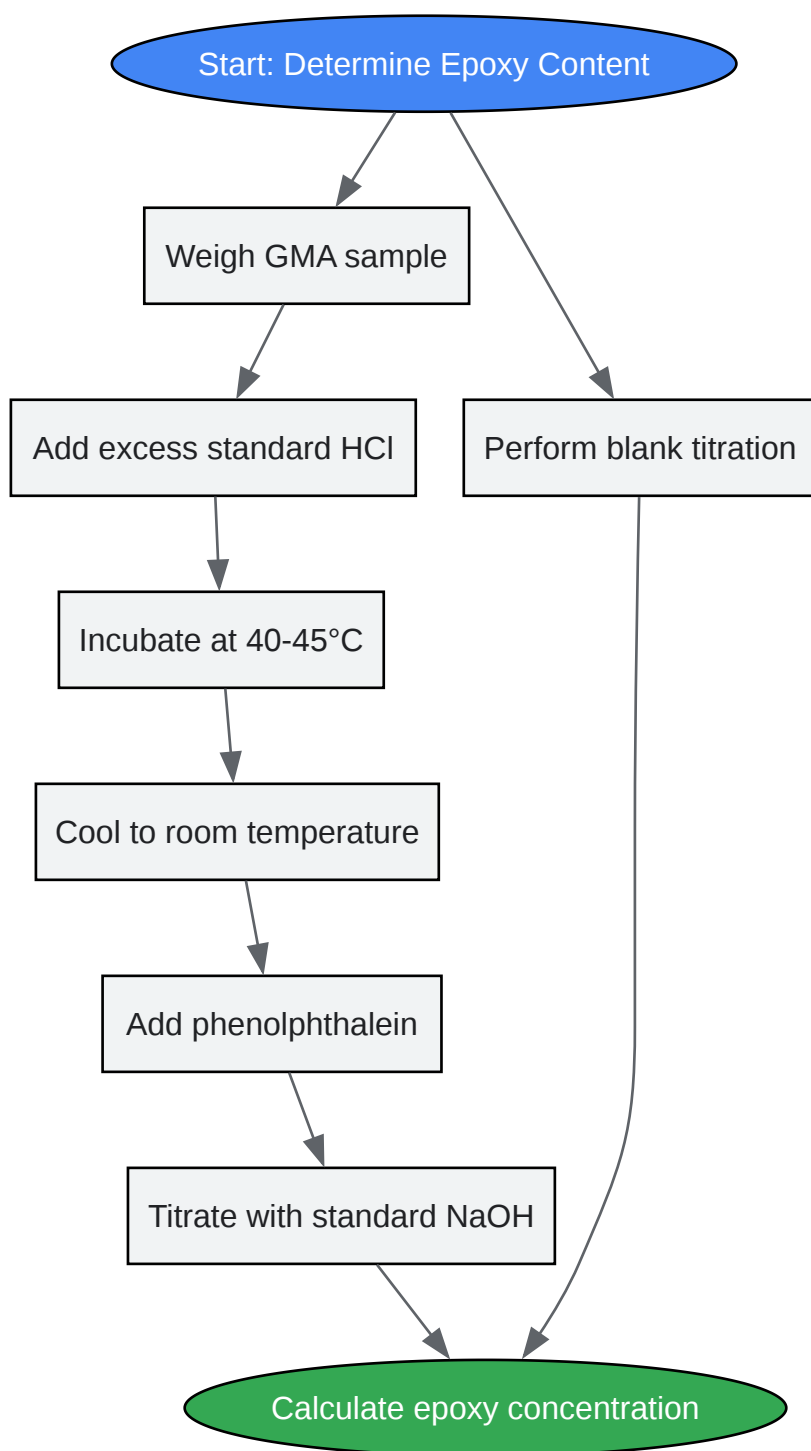 Start: Determine Epoxy Content
Weigh GMA sample
Add excess standard HCl
Perform blank titration
Incubate at 40-45°C
Cool to room temperature
Add phenolphthalein
Titrate with standard NaOH
Calculate epoxy concentration